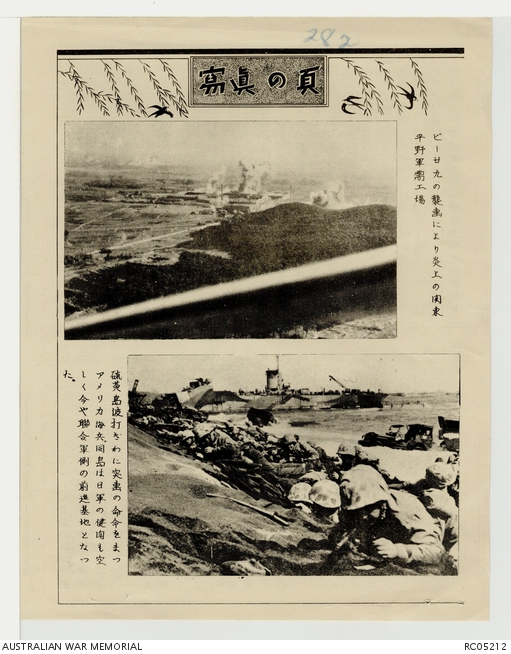 282
寫眞の頁
ビー廿九の襲撃により炎上の関東
平野軍需工場
硫黄島波打ぎわに突撃の命令をまつ
アメリカ海兵同島は日軍の健闘も空
しく今や聯合軍側の前進基地となつ
た。
AUSTRALIAN WAR MEMORIAL
RC05212